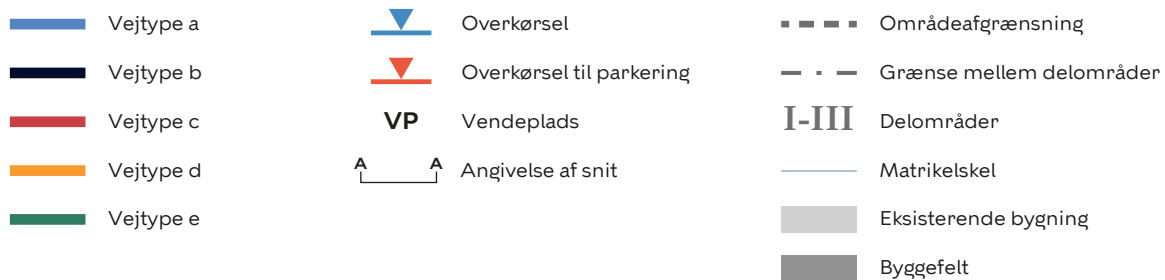 Vejtype a
Vejtype b
Vejtype c
Vejtype d
Vejtype e
Overkørsel
Overkørsel til parkering
VP Vendeplads
A A Angivelse af snit
Områdeafgrænsning
Grænse mellem delområder
I-III Delområder
Matrikelskel
Eksisterende bygning
Byggefelt